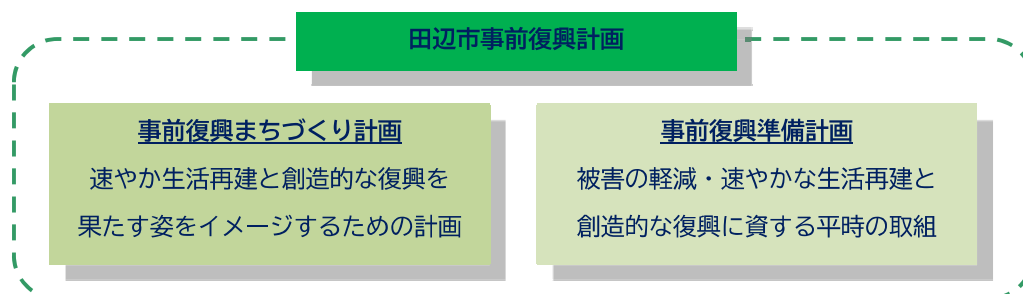 田辺市事前復興計画
事前復興まちづくり計画
速やか生活再建と創造的な復興を
果たす姿をイメージするための計画
事前復興準備計画
被害の軽減・速やかな生活再建と
創造的な復興に資する平時の取組